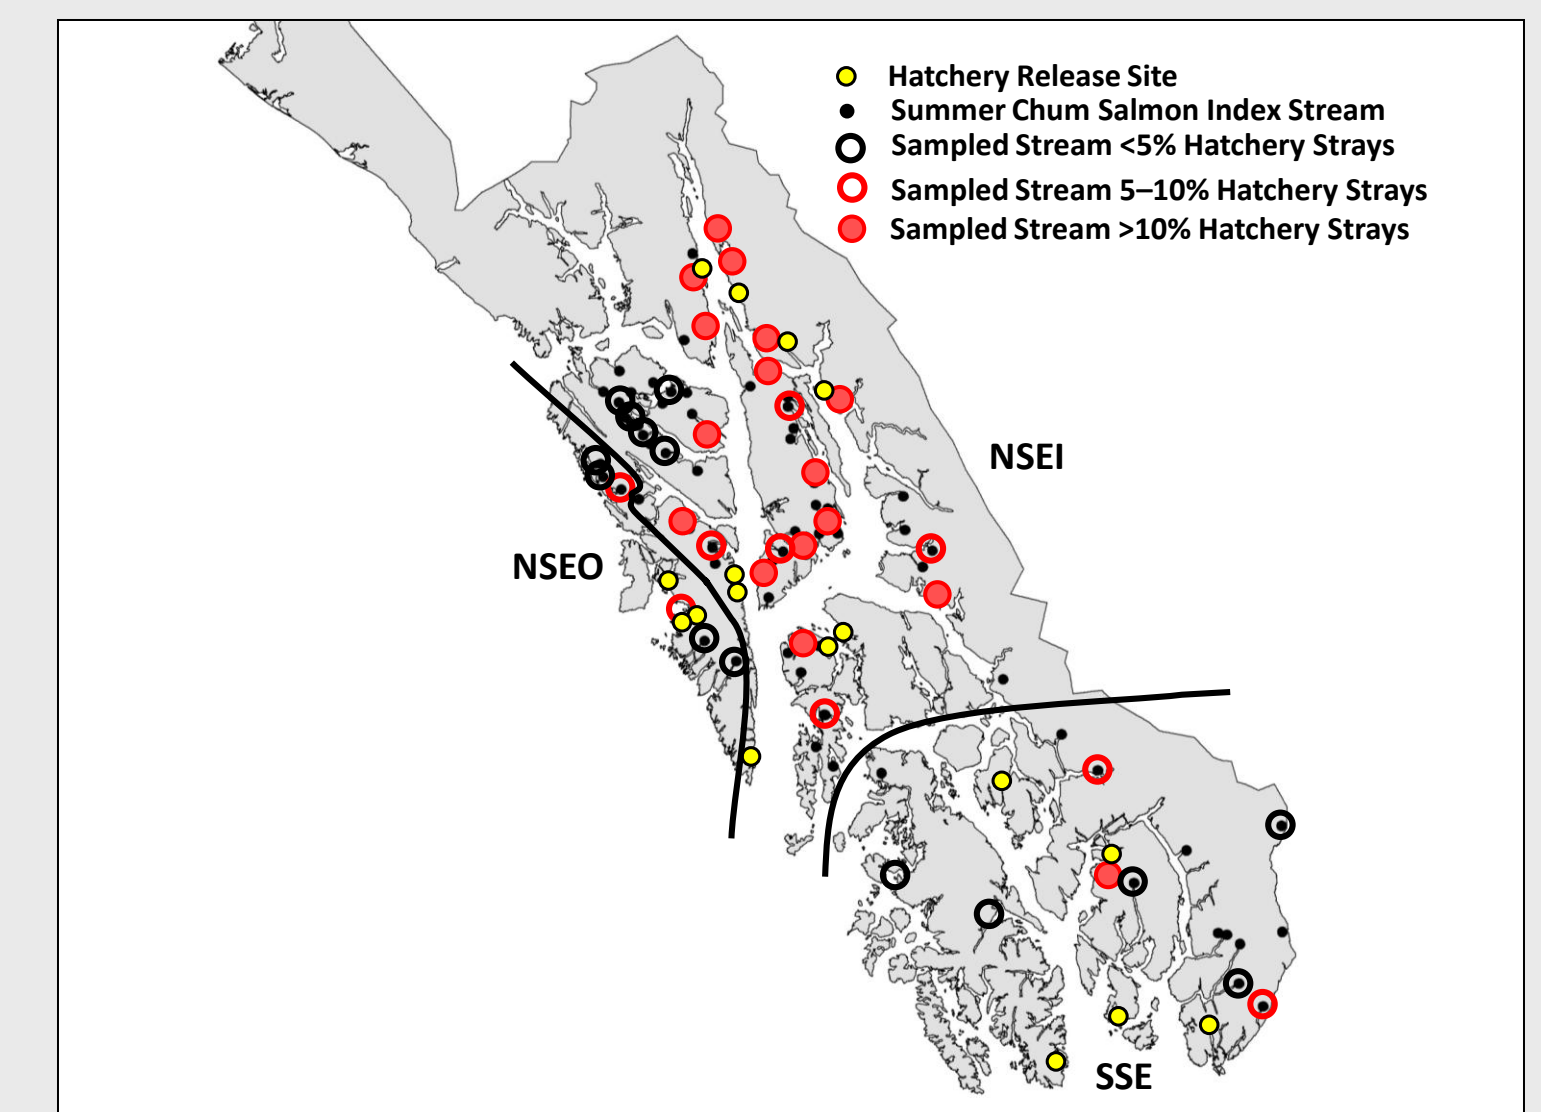 Hatchery Release Site
Summer Chum Salmon Index Stream
Sampled Stream <5% Hatchery Strays
Sampled Stream 5–10% Hatchery Strays
Sampled Stream >10% Hatchery Strays
NSEI
NSEO
SSE